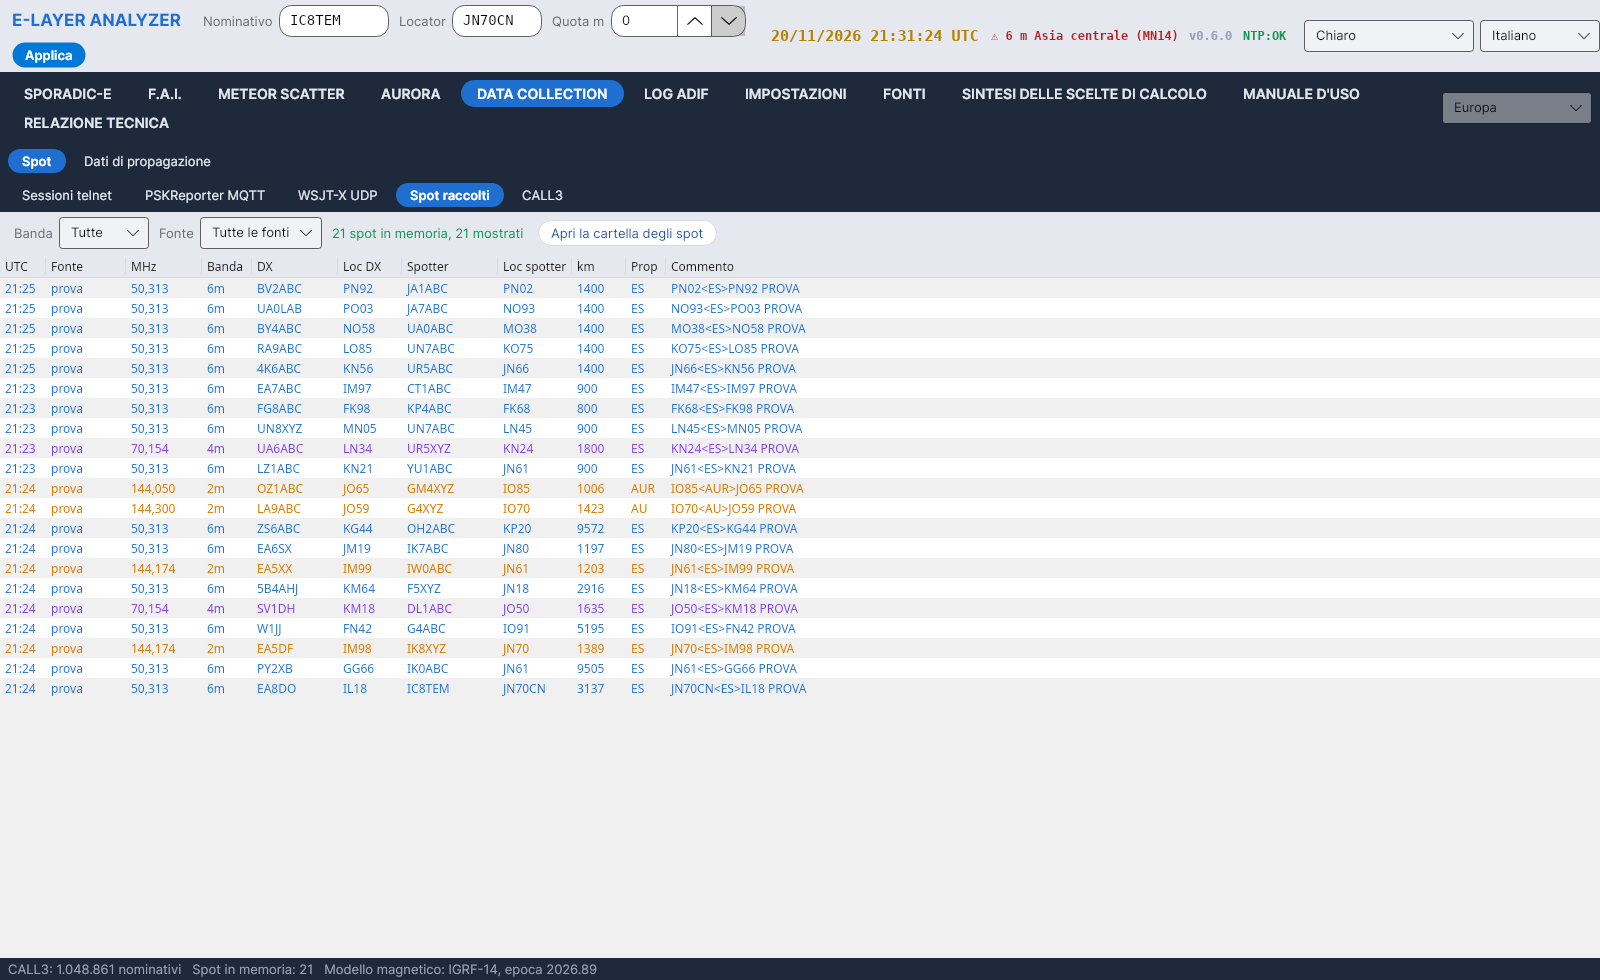 E-LAYER ANALYZER Nominativo IC8TEM Locator JN70CN Quota m 0 20/11/2026 21:31:24 UTC ⚠ 6 m Asia centrale (MN14) v0.6.0 NTP:OK Chiaro Italiano
Applica
SPORADIC-E F.A.I. METEOR SCATTER AURORA DATA COLLECTION LOG ADIF IMPOSTAZIONI FONTI SINTESI DELLE SCELTE DI CALCOLO MANUALE D'USO Europa
RELAZIONE TECNICA
Spot Dati di propagazione
Sessioni telnet PSKReporter MQTT WSJT-X UDP Spot raccolti CALL3
Banda Tutte Fonte Tutte le fonti 21 spot in memoria, 21 mostrati Apri la cartella degli spot
UTC Fonte MHz Banda DX Loc DX Spotter Loc spotter km Prop Commento
21:25 prova 50,313 6m BV2ABC PN92 JA1ABC PN02 1400 ES PN02<ES>PN92 PROVA
21:25 prova 50,313 6m UA0LAB PO03 JA7ABC NO93 1400 ES NO93<ES>PO03 PROVA
21:25 prova 50,313 6m BY4ABC NO58 UA0ABC MO38 1400 ES MO38<ES>NO58 PROVA
21:25 prova 50,313 6m RA9ABC LO85 UN7ABC KO75 1400 ES KO75<ES>LO85 PROVA
21:25 prova 50,313 6m 4K6ABC KN56 UR5ABC JN66 1400 ES JN66<ES>KN56 PROVA
21:23 prova 50,313 6m EA7ABC IM97 CT1ABC IM47 900 ES IM47<ES>IM97 PROVA
21:23 prova 50,313 6m FG8ABC FK98 KP4ABC FK68 800 ES FK68<ES>FK98 PROVA
21:23 prova 50,313 6m UN8XYZ MN05 UN7ABC LN45 900 ES LN45<ES>MN05 PROVA
21:23 prova 70,154 4m UA6ABC LN34 UR5XYZ KN24 1800 ES KN24<ES>LN34 PROVA
21:23 prova 50,313 6m LZ1ABC KN21 YU1ABC JN61 900 ES JN61<ES>KN21 PROVA
21:24 prova 144,050 2m OZ1ABC JO65 GM4XYZ IO85 1006 AUR IO85<AUR>JO65 PROVA
21:24 prova 144,300 2m LA9ABC JO59 G4XYZ IO70 1423 AU IO70<AU>JO59 PROVA
21:24 prova 50,313 6m ZS6ABC KG44 OH2ABC KP20 9572 ES KP20<ES>KG44 PROVA
21:24 prova 50,313 6m EA6SX JM19 IK7ABC JN80 1197 ES JN80<ES>JM19 PROVA
21:24 prova 144,174 2m EA5XX IM99 IW0ABC JN61 1203 ES JN61<ES>IM99 PROVA
21:24 prova 50,313 6m 5B4AHJ KM64 F5XYZ JN18 2916 ES JN18<ES>KM64 PROVA
21:24 prova 70,154 4m SV1DH KM18 DL1ABC JO50 1635 ES JO50<ES>KM18 PROVA
21:24 prova 50,313 6m W1JJ FN42 G4ABC IO91 5195 ES IO91<ES>FN42 PROVA
21:24 prova 144,174 2m EA5DF IM98 IK8XYZ JN70 1389 ES JN70<ES>IM98 PROVA
21:24 prova 50,313 6m PY2XB GG66 IK0ABC JN61 9505 ES JN61<ES>GG66 PROVA
21:24 prova 50,313 6m EA8DO IL18 IC8TEM JN70CN 3137 ES JN70CN<ES>IL18 PROVA
CALL3: 1.048.861 nominativi Spot in memoria: 21 Modello magnetico: IGRF-14, epoca 2026.89